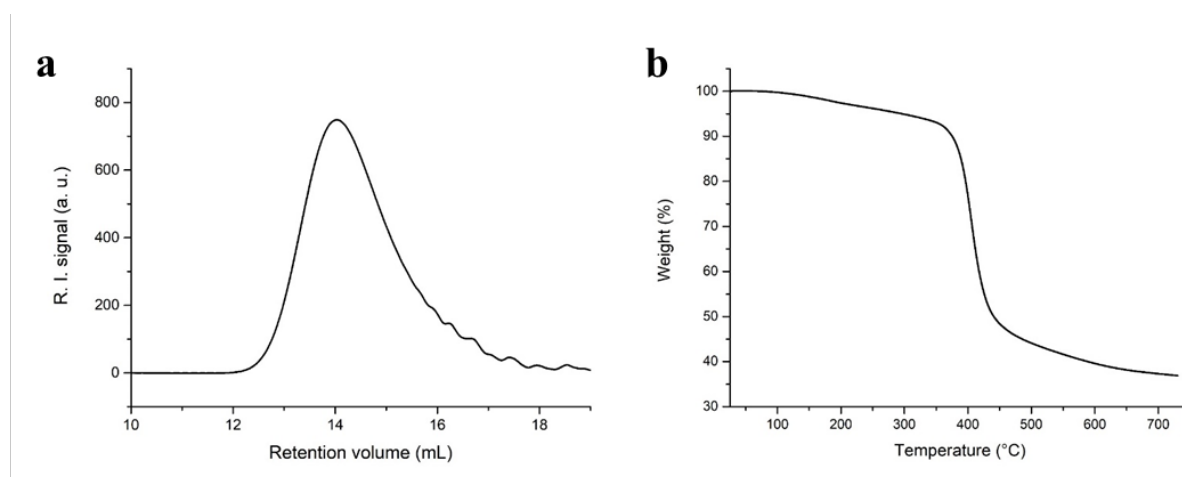 a
800
600
400
200
0
10 12 14 16 18
Retention volume (mL)
R. I. signal (a. u.)
b
100
90
80
70
60
50
40
30
100 200 300 400 500 600 700
Temperature (°C)
Weight (%)